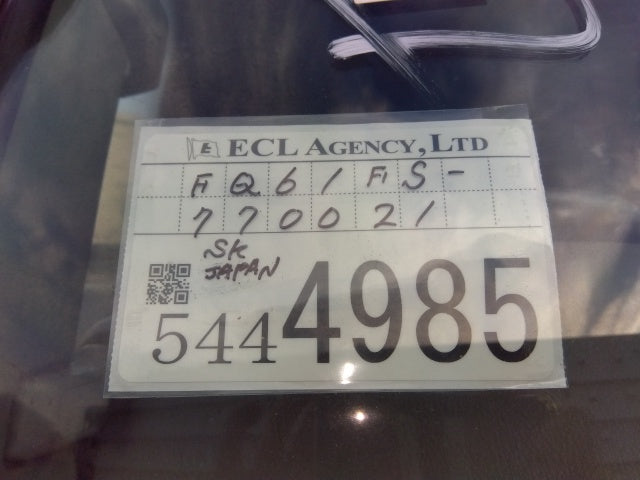 E ECL AGENCY, LTD
FQ61FS-
770021
SK
JAPAN
5444985